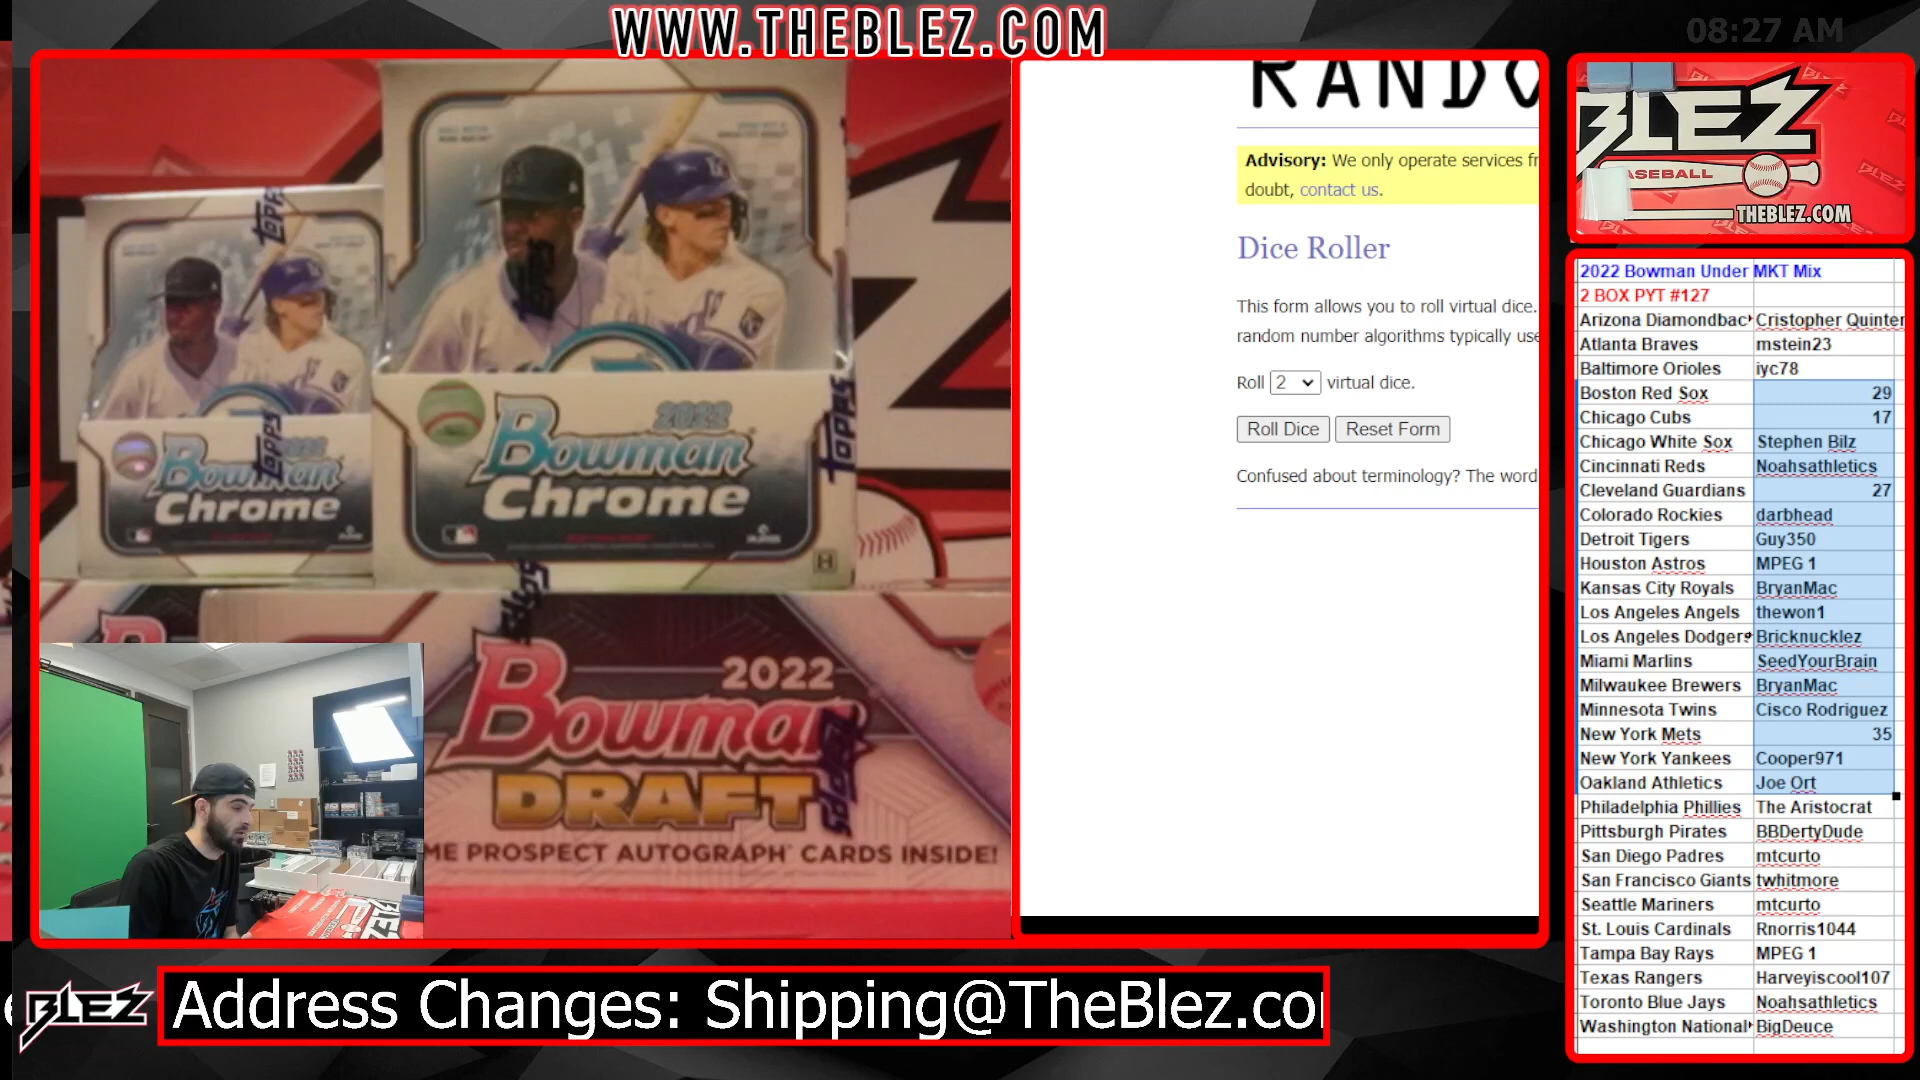 WWW.THEBLEZ.COM
08:27 AM
topps
2022
Bowman
Chrome
topps
2022
Bowman
Chrome
topps
H
topps
2022
Bowman
DRAFT
topps
ME PROSPECT AUTOGRAPH CARDS INSIDE!
RANDO
Advisory: We only operate services fr
doubt, contact us.
Dice Roller
This form allows you to roll virtual dice.
random number algorithms typically use
Roll 2 virtual dice.
Roll Dice Reset Form
Confused about terminology? The word
BLEZ
BASEBALL
THEBLEZ.COM
2022 Bowman Under MKT Mix
2 BOX PYT #127
Arizona Diamondbac Cristopher Quinter
Atlanta Braves mstein23
Baltimore Orioles iyc78
Boston Red Sox 29
Chicago Cubs 17
Chicago White Sox Stephen Bilz
Cincinnati Reds Noahsathletics
Cleveland Guardians 27
Colorado Rockies darbhead
Detroit Tigers Guy350
Houston Astros MPEG 1
Kansas City Royals BryanMac
Los Angeles Angels thewon1
Los Angeles Dodgers Bricknucklez
Miami Marlins SeedYourBrain
Milwaukee Brewers BryanMac
Minnesota Twins Cisco Rodriguez
New York Mets 35
New York Yankees Cooper971
Oakland Athletics Joe Ort
Philadelphia Phillies The Aristocrat
Pittsburgh Pirates BBDertyDude
San Diego Padres mtcurto
San Francisco Giants twhitmore
Seattle Mariners mtcurto
St. Louis Cardinals Rnorris1044
Tampa Bay Rays MPEG 1
Texas Rangers Harveyiscool107
Toronto Blue Jays Noahsathletics
Washington National BigDeuce
BLEZ
Address Changes: Shipping@TheBlez.co